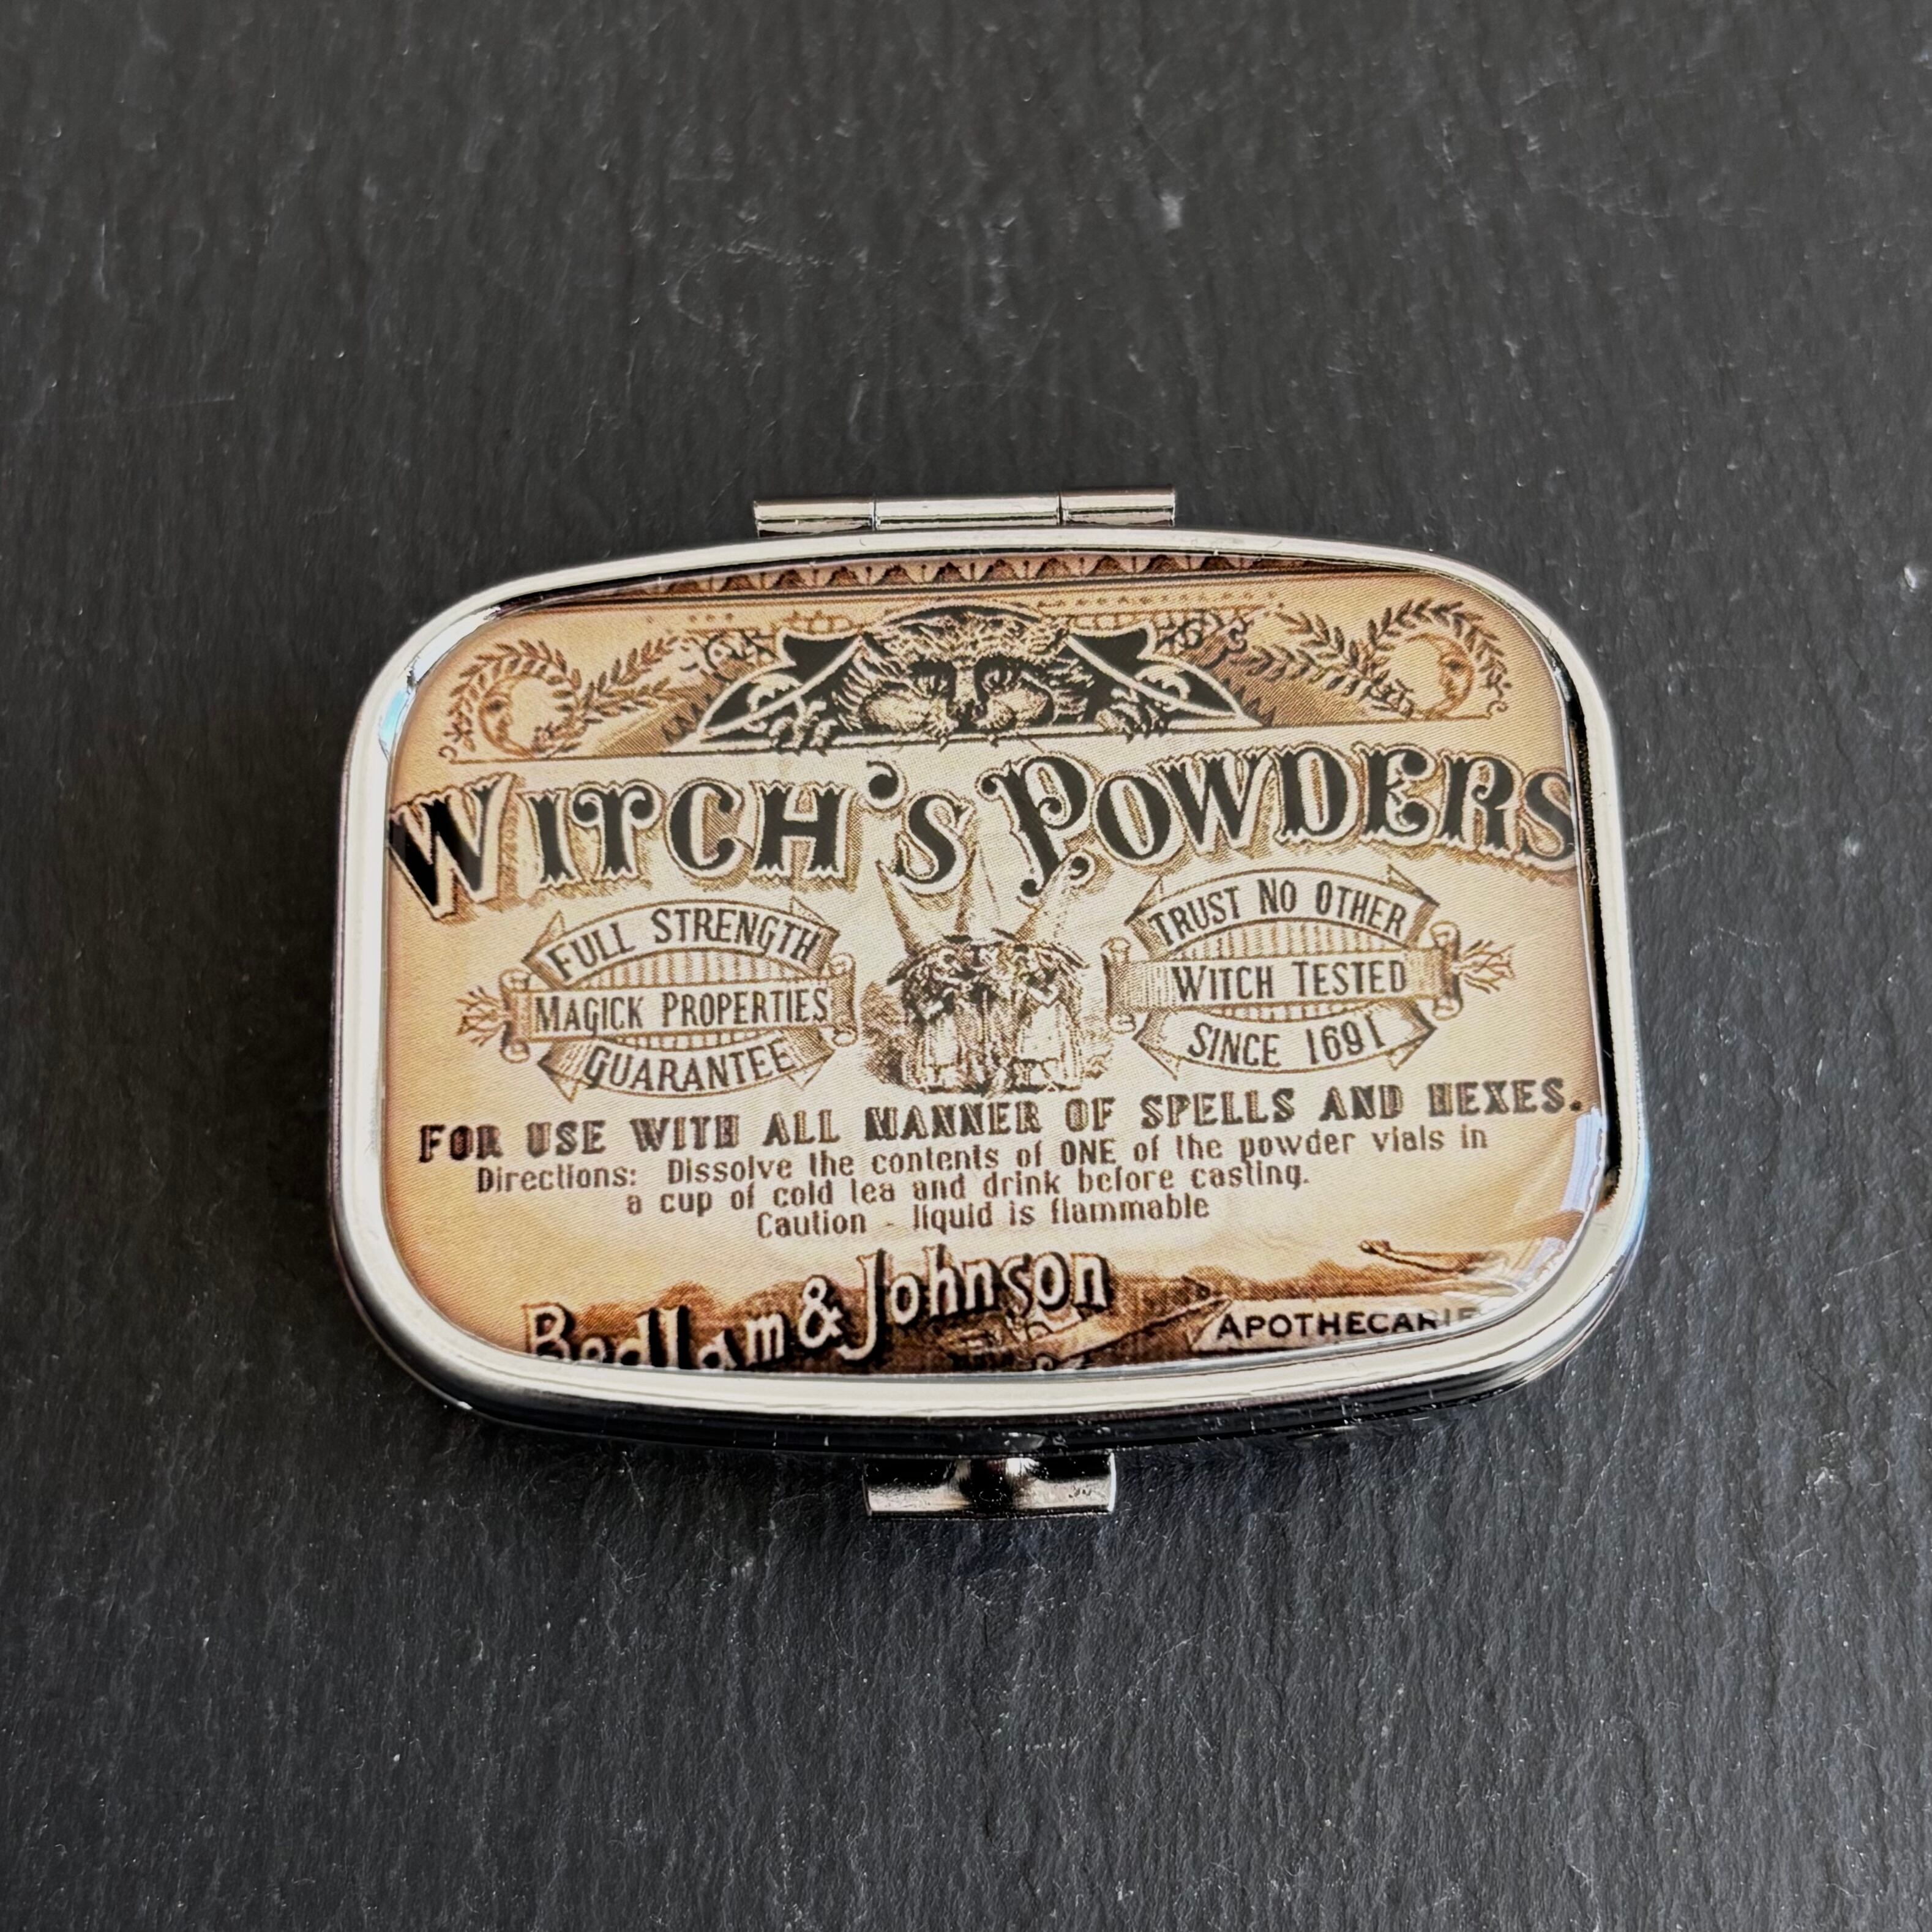 WITCH'S POWDERS
FULL STRENGTH
MAGICK PROPERTIES
GUARANTEE
TRUST NO OTHER
WITCH TESTED
SINCE 1691
FOR USE WITH ALL MANNER OF SPELLS AND HEXES.
Directions: Dissolve the contents of ONE of the powder vials in
a cup of cold tea and drink before casting.
Caution - liquid is flammable
Bedlam & Johnson
APOTHECARIE